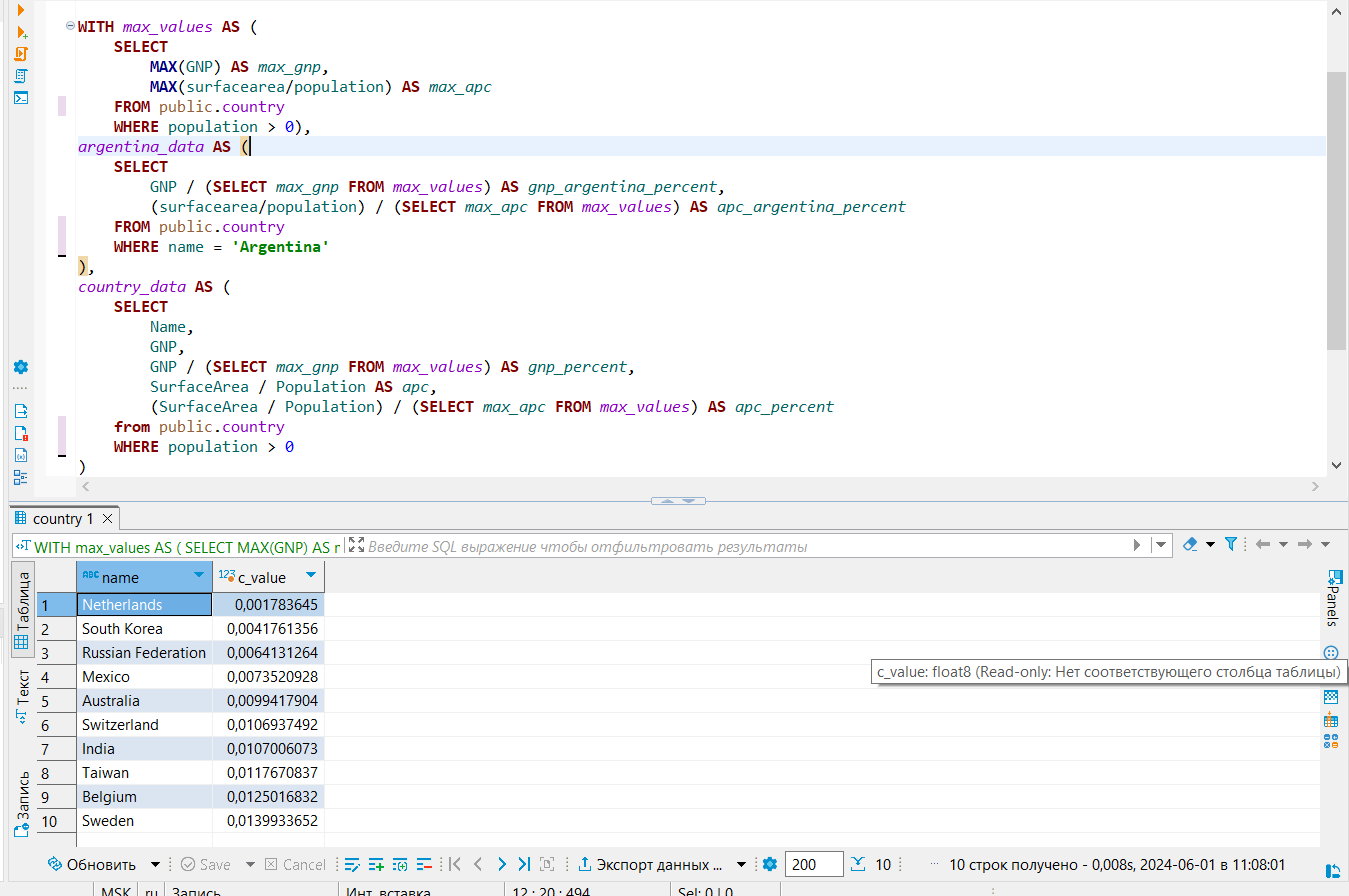 WITH max_values AS (
SELECT
MAX(GNP) AS max_gnp,
MAX(surfacearea/population) AS max_apc
FROM public.country
WHERE population > 0),
argentina_data AS (
SELECT
GNP / (SELECT max_gnp FROM max_values) AS gnp_argentina_percent,
(surfacearea/population) / (SELECT max_apc FROM max_values) AS apc_argentina_percent
FROM public.country
WHERE name = 'Argentina'
),
country_data AS (
SELECT
Name,
GNP,
GNP / (SELECT max_gnp FROM max_values) AS gnp_percent,
SurfaceArea / Population AS apc,
(SurfaceArea / Population) / (SELECT max_apc FROM max_values) AS apc_percent
from public.country
WHERE population > 0
)
country 1
WITH max_values AS ( SELECT MAX(GNP) AS Введите SQL выражение чтобы отфильтровать результаты
Таблица
Текст
Запись
ABC name 123 c_value
1 Netherlands 0,001783645
2 South Korea 0,0041761356
3 Russian Federation 0,0064131264
4 Mexico 0,0073520928
5 Australia 0,0099417904
6 Switzerland 0,0106937492
7 India 0,0107006073
8 Taiwan 0,0117670837
9 Belgium 0,0125016832
10 Sweden 0,0139933652
Panels
c_value: float8 (Read-only: Нет соответствующего столбца таблицы)
Обновить Save Cancel Экспорт данных ... 200 10 ... 10 строк получено - 0,008s, 2024-06-01 в 11:08:01
MSK ru Запись Инт. вставка 12 : 20 : 494 Sel: 0 | 0